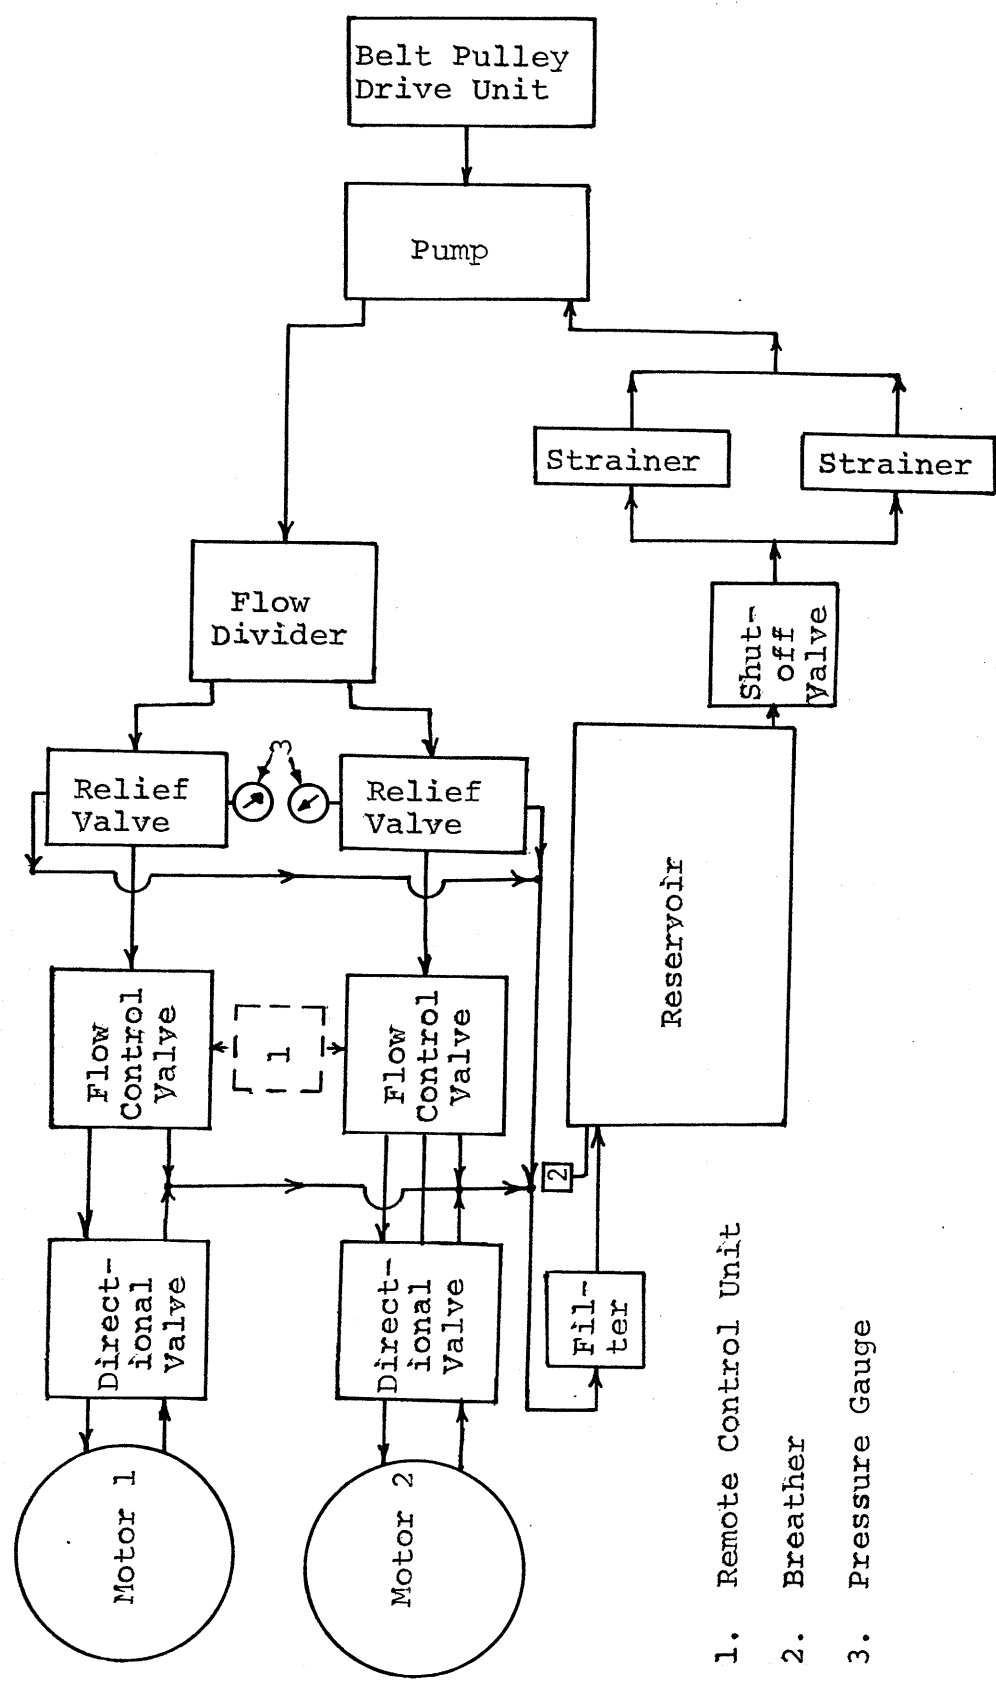 Belt Pulley
Drive Unit
Pump
Strainer
Strainer
Flow
Divider
Shut-
off
Valve
3
Relief
Valve
Relief
Valve
Reservoir
Flow
Control
Valve
1
Flow
Control
Valve
2
Direct-
ional
Valve
Direct-
ional
Valve
Fil-
ter
Motor 1
Motor 2
1. Remote Control Unit
2. Breather
3. Pressure Gauge